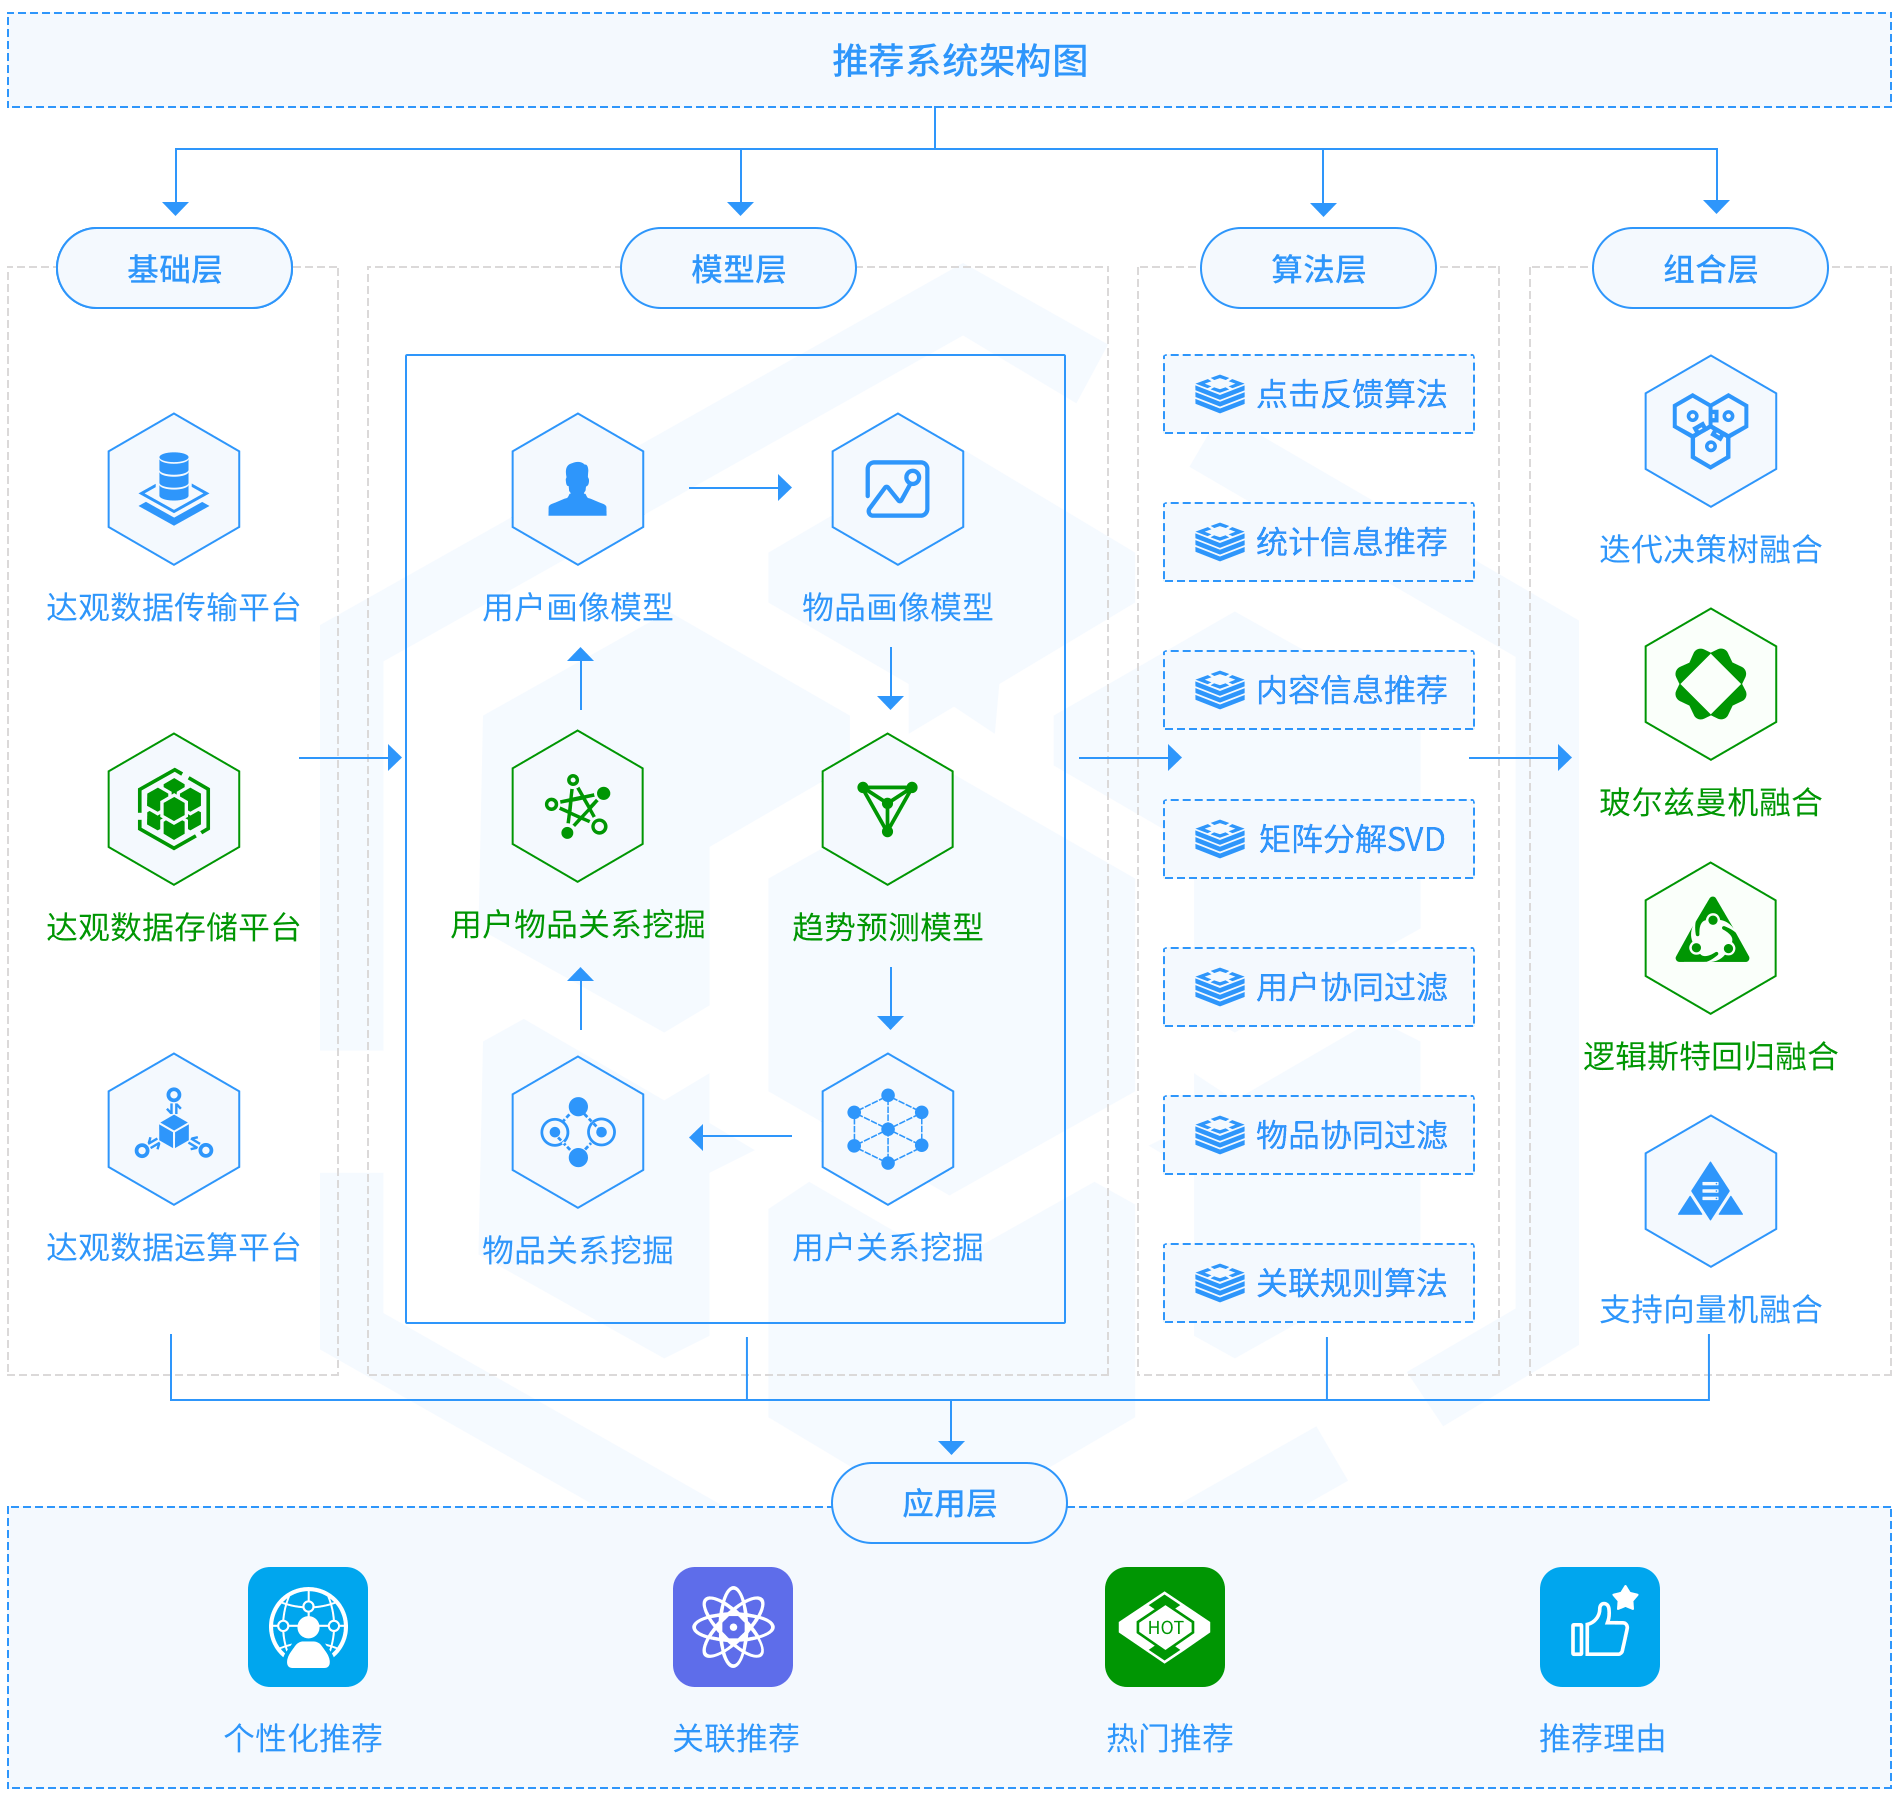 推荐系统架构图
基础层
模型层
算法层
组合层
达观数据传输平台
达观数据存储平台
达观数据运算平台
用户画像模型
物品画像模型
用户物品关系挖掘
趋势预测模型
物品关系挖掘
用户关系挖掘
点击反馈算法
统计信息推荐
内容信息推荐
矩阵分解SVD
用户协同过滤
物品协同过滤
关联规则算法
迭代决策树融合
玻尔兹曼机融合
逻辑斯特回归融合
支持向量机融合
应用层
HOT
个性化推荐
关联推荐
热门推荐
推荐理由